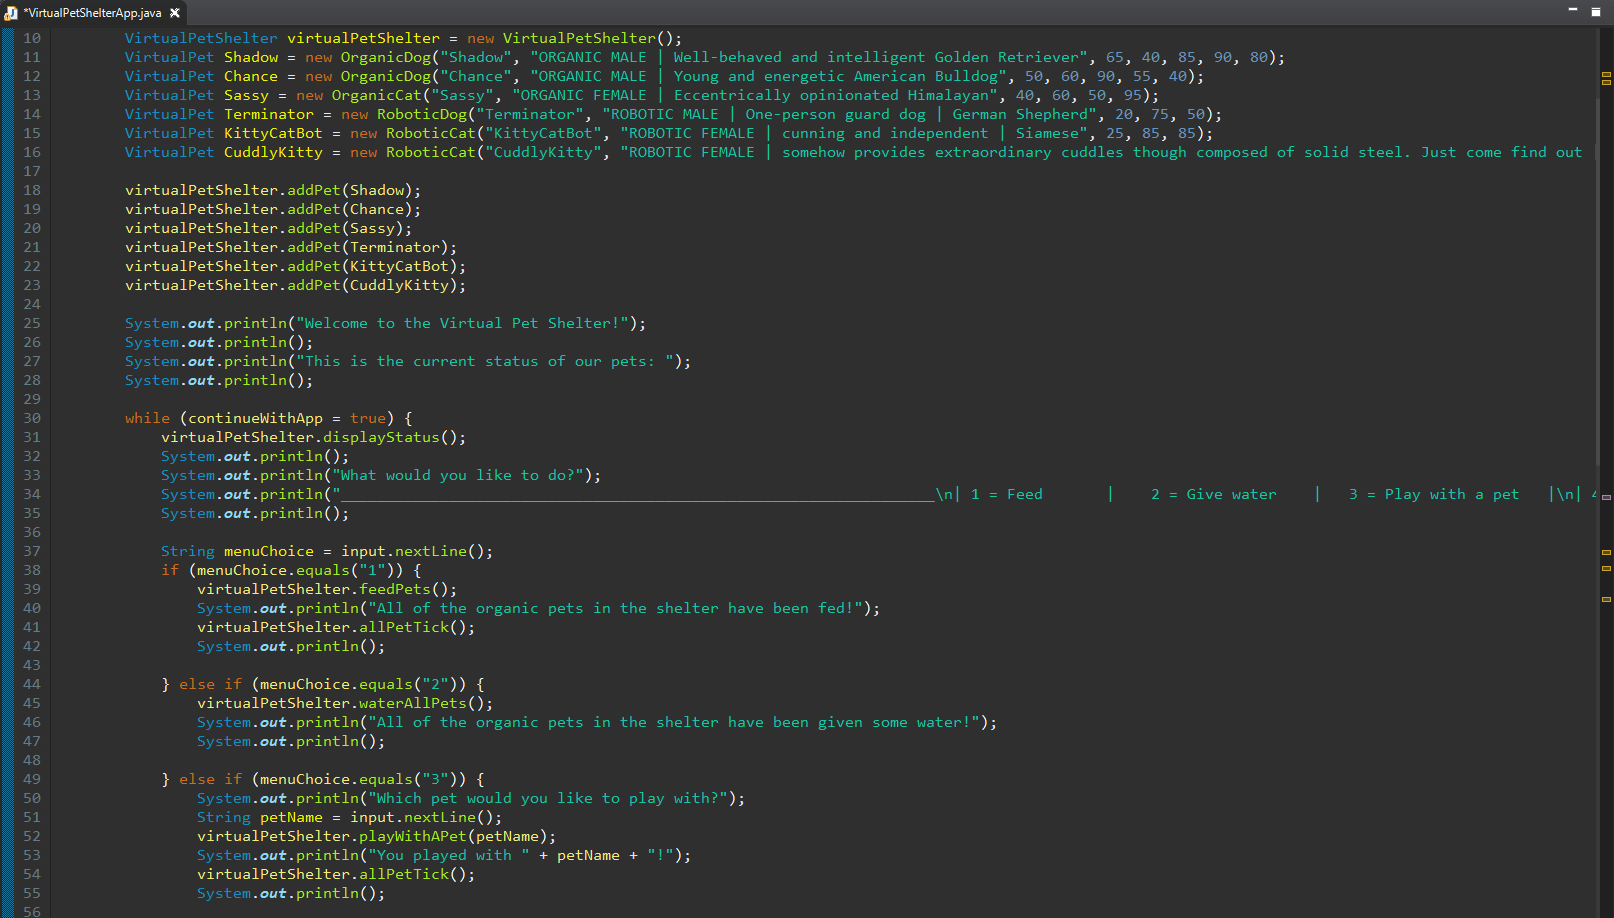 *VirtualPetShelterApp.java
10 VirtualPetShelter virtualPetShelter = new VirtualPetShelter();
11 VirtualPet Shadow = new OrganicDog("Shadow", "ORGANIC MALE | Well-behaved and intelligent Golden Retriever", 65, 40, 85, 90, 80);
12 VirtualPet Chance = new OrganicDog("Chance", "ORGANIC MALE | Young and energetic American Bulldog", 50, 60, 90, 55, 40);
13 VirtualPet Sassy = new OrganicCat("Sassy", "ORGANIC FEMALE | Eccentrically opinionated Himalayan", 40, 60, 50, 95);
14 VirtualPet Terminator = new RoboticDog("Terminator", "ROBOTIC MALE | One-person guard dog | German Shepherd", 20, 75, 50);
15 VirtualPet KittyCatBot = new RoboticCat("KittyCatBot", "ROBOTIC FEMALE | cunning and independent | Siamese", 25, 85, 85);
16 VirtualPet CuddlyKitty = new RoboticCat("CuddlyKitty", "ROBOTIC FEMALE | somehow provides extraordinary cuddles though composed of solid steel. Just come find out
17
18 virtualPetShelter.addPet(Shadow);
19 virtualPetShelter.addPet(Chance);
20 virtualPetShelter.addPet(Sassy);
21 virtualPetShelter.addPet(Terminator);
22 virtualPetShelter.addPet(KittyCatBot);
23 virtualPetShelter.addPet(CuddlyKitty);
24
25 System.out.println("Welcome to the Virtual Pet Shelter!");
26 System.out.println();
27 System.out.println("This is the current status of our pets: ");
28 System.out.println();
29
30 while (continueWithApp = true) {
31 virtualPetShelter.displayStatus();
32 System.out.println();
33 System.out.println("What would you like to do?");
34 System.out.println("__________________________________________________________________\n| 1 = Feed | 2 = Give water | 3 = Play with a pet |\n| 4
35 System.out.println();
36
37 String menuChoice = input.nextLine();
38 if (menuChoice.equals("1")) {
39 virtualPetShelter.feedPets();
40 System.out.println("All of the organic pets in the shelter have been fed!");
41 virtualPetShelter.allPetTick();
42 System.out.println();
43
44 } else if (menuChoice.equals("2")) {
45 virtualPetShelter.waterAllPets();
46 System.out.println("All of the organic pets in the shelter have been given some water!");
47 System.out.println();
48
49 } else if (menuChoice.equals("3")) {
50 System.out.println("Which pet would you like to play with?");
51 String petName = input.nextLine();
52 virtualPetShelter.playWithAPet(petName);
53 System.out.println("You played with " + petName + "!");
54 virtualPetShelter.allPetTick();
55 System.out.println();
56